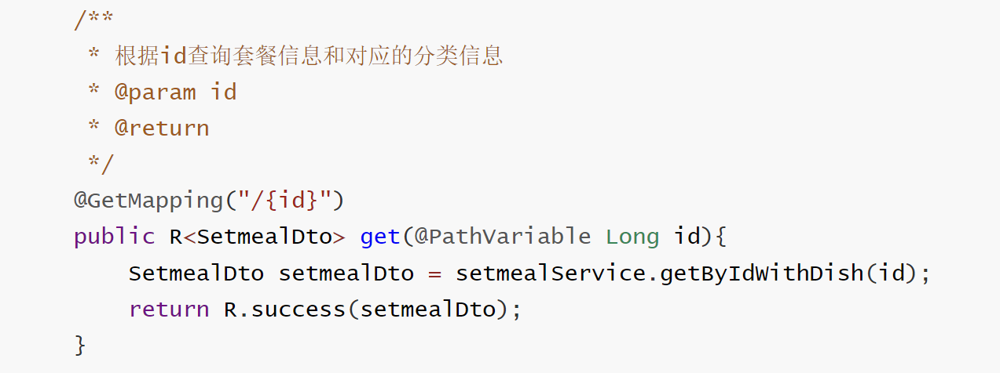 /**
 * 根据id查询套餐信息和对应的分类信息
 * @param id
 * @return
 */
@GetMapping("/{id}")
public R<SetmealDto> get(@PathVariable Long id){
    SetmealDto setmealDto = setmealService.getByIdWithDish(id);
    return R.success(setmealDto);
}